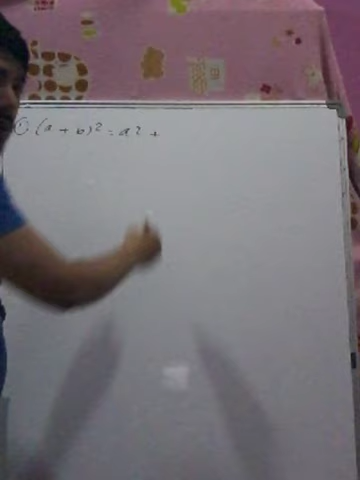 ① (a + b)² = a² +